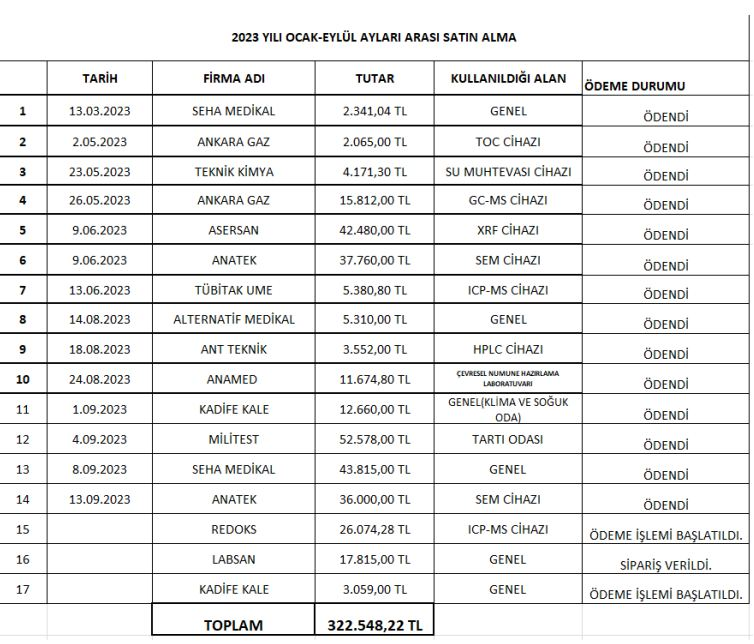 2023 YILI OCAK-EYLÜL AYLARI ARASI SATIN ALMA
TARİH FİRMA ADI TUTAR KULLANILDIĞI ALAN ÖDEME DURUMU
1 13.03.2023 SEHA MEDİKAL 2.341,04 TL GENEL ÖDENDİ
2 2.05.2023 ANKARA GAZ 2.065,00 TL TOC CİHAZI ÖDENDİ
3 23.05.2023 TEKNİK KİMYA 4.171,30 TL SU MUHTEVASI CİHAZI ÖDENDİ
4 26.05.2023 ANKARA GAZ 15.812,00 TL GC-MS CİHAZI ÖDENDİ
5 9.06.2023 ASERSAN 42.480,00 TL XRF CİHAZI ÖDENDİ
6 9.06.2023 ANATEK 37.760,00 TL SEM CİHAZI ÖDENDİ
7 13.06.2023 TÜBİTAK UME 5.380,80 TL ICP-MS CİHAZI ÖDENDİ
8 14.08.2023 ALTERNATİF MEDİKAL 5.310,00 TL GENEL ÖDENDİ
9 18.08.2023 ANT TEKNİK 3.552,00 TL HPLC CİHAZI ÖDENDİ
10 24.08.2023 ANAMED 11.674,80 TL ÇEVRESEL NUMUNE HAZIRLAMA
LABORATUVARI ÖDENDİ
11 1.09.2023 KADİFE KALE 12.660,00 TL GENEL(KLİMA VE SOĞUK
ODA) ÖDENDİ
12 4.09.2023 MİLİTEST 52.578,00 TL TARTI ODASI ÖDENDİ
13 8.09.2023 SEHA MEDİKAL 43.815,00 TL GENEL ÖDENDİ
14 13.09.2023 ANATEK 36.000,00 TL SEM CİHAZI ÖDENDİ
15 REDOKS 26.074,28 TL ICP-MS CİHAZI ÖDEME İŞLEMİ BAŞLATILDI.
16 LABSAN 17.815,00 TL GENEL SİPARİŞ VERİLDİ.
17 KADİFE KALE 3.059,00 TL GENEL ÖDEME İŞLEMİ BAŞLATILDI.
TOPLAM 322.548,22 TL